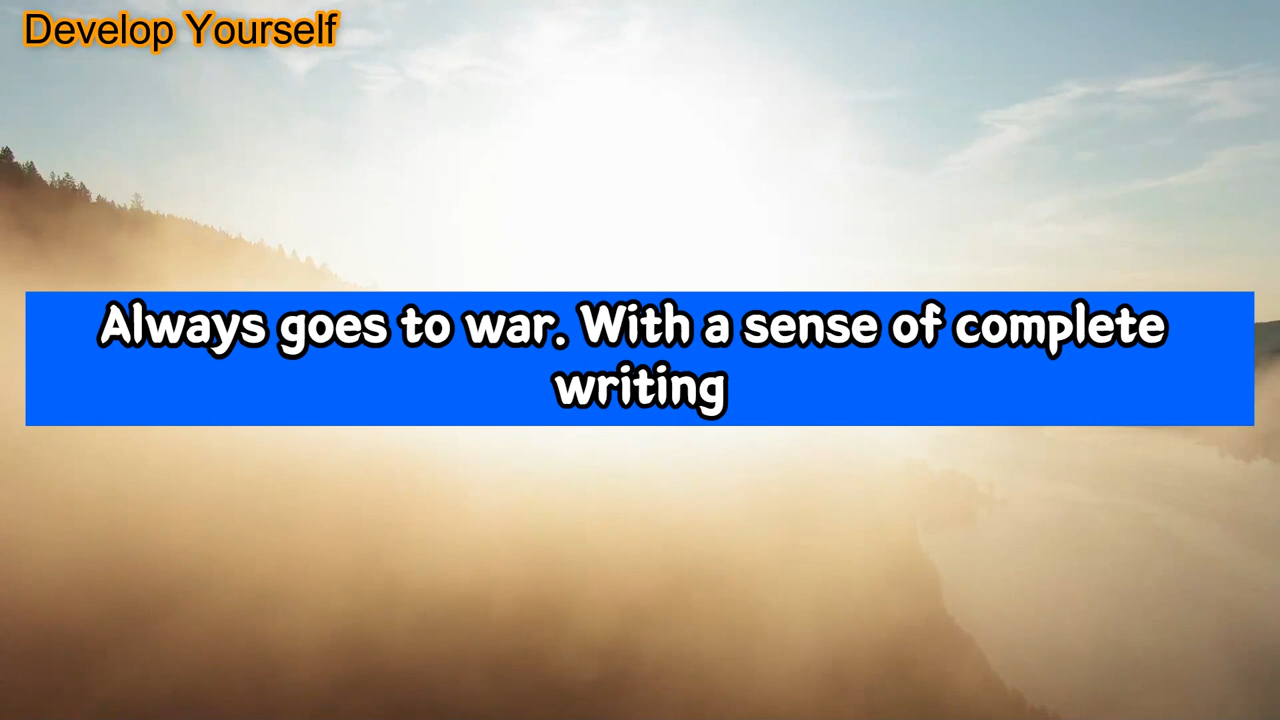 Develop Yourself
Always goes to war. With a sense of complete
writing